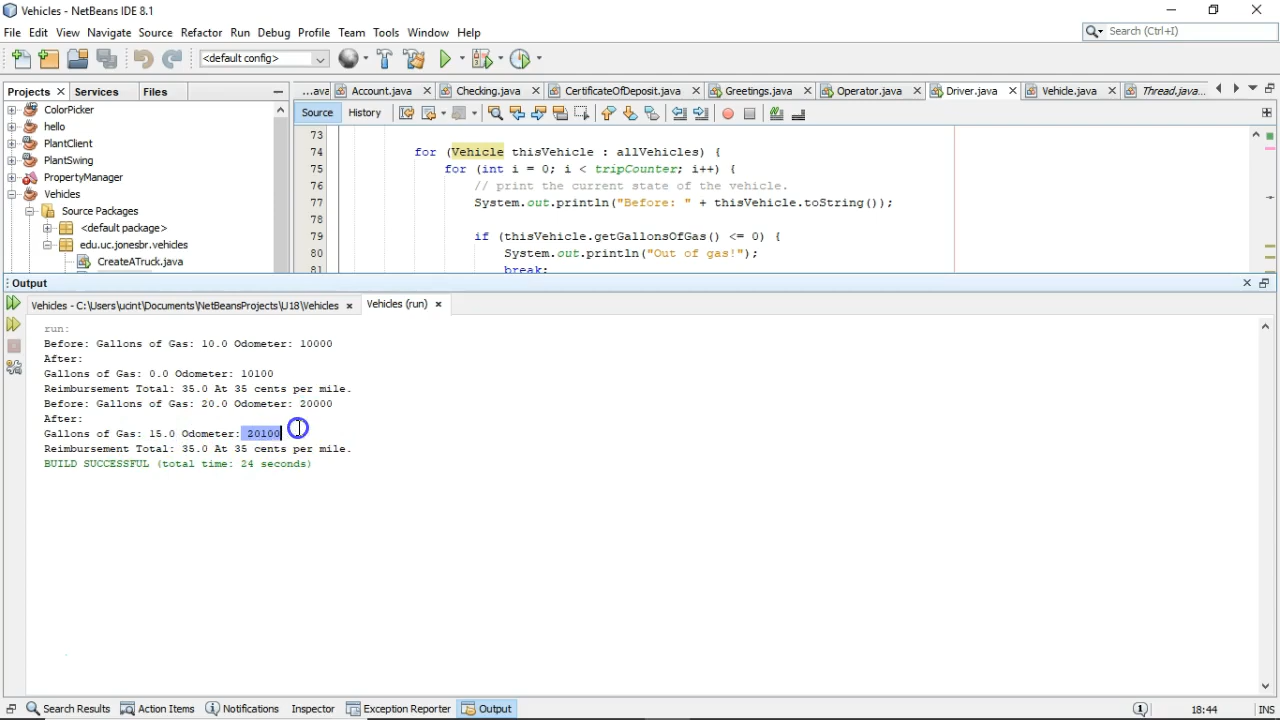 Vehicles - NetBeans IDE 8.1
File Edit View Navigate Source Refactor Run Debug Profile Team Tools Window Help
Search (Ctrl+I)
<default config>
Projects Services Files
...ava Account.java Checking.java CertificateOfDeposit.java Greetings.java Operator.java Driver.java Vehicle.java Thread.java...
ColorPicker
hello
PlantClient
PlantSwing
PropertyManager
Vehicles
Source Packages
<default package>
edu.uc.jonesbr.vehicles
CreateATruck.java
Source History
73
74 for (Vehicle thisVehicle : allVehicles) {
75 for (int i = 0; i < tripCounter; i++) {
76 // print the current state of the vehicle.
77 System.out.println("Before: " + thisVehicle.toString());
78
79 if (thisVehicle.getGallonsOfGas() <= 0) {
80 System.out.println("Out of gas!");
81 break;
Output
Vehicles - C:\Users\ucint\Documents\NetBeansProjects\U18\Vehicles Vehicles (run)
run:
Before: Gallons of Gas: 10.0 Odometer: 10000
After:
Gallons of Gas: 0.0 Odometer: 10100
Reimbursement Total: 35.0 At 35 cents per mile.
Before: Gallons of Gas: 20.0 Odometer: 20000
After:
Gallons of Gas: 15.0 Odometer: 20100
Reimbursement Total: 35.0 At 35 cents per mile.
BUILD SUCCESSFUL (total time: 24 seconds)
Search Results Action Items Notifications Inspector Exception Reporter Output
18:44 INS